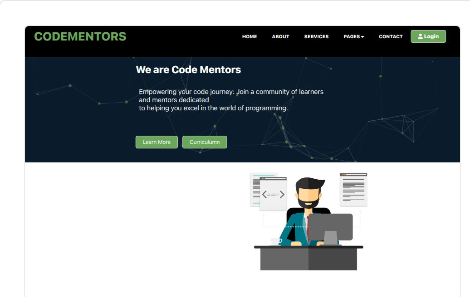 CODEMENTORS
HOME ABOUT SERVICES PAGES CONTACT Login
We are Code Mentors
Empowering your code journey: Join a community of learners
and mentors dedicated
to helping you excel in the world of programming.
Learn More Curriculumn